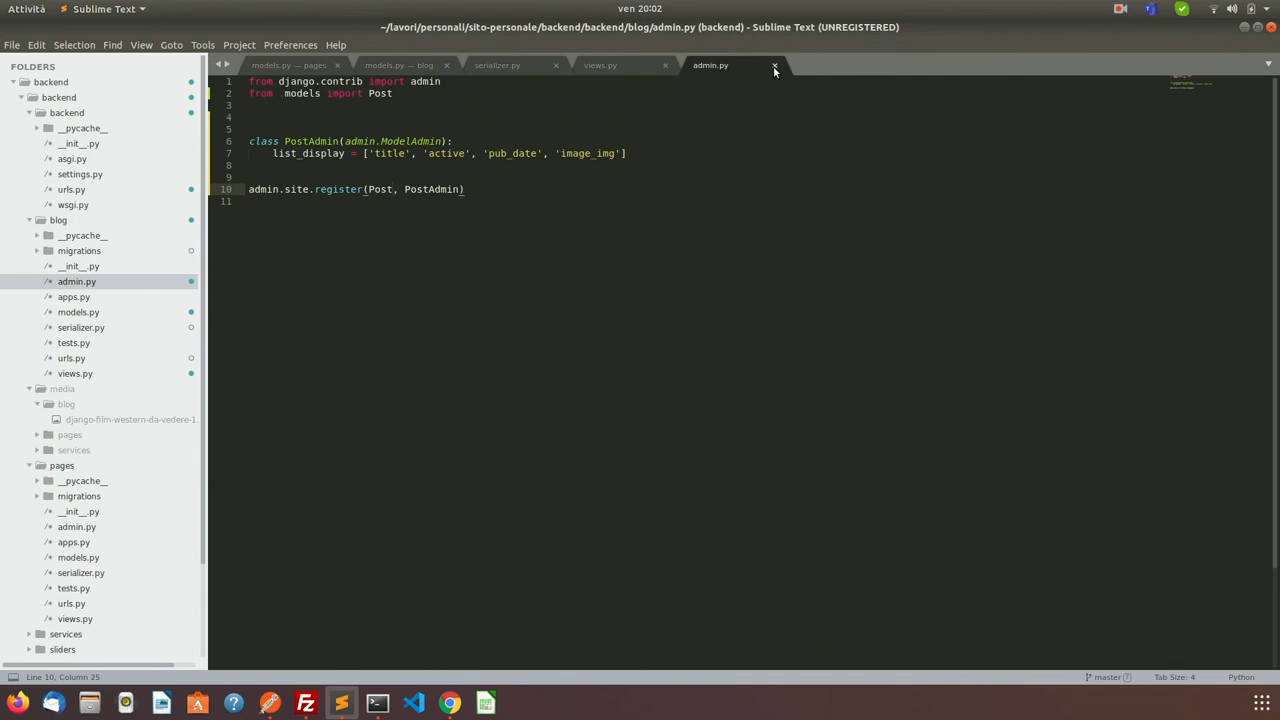 Attività
Sublime Text
ven 20:02
~/lavori/personali/sito-personale/backend/backend/blog/admin.py (backend) - Sublime Text (UNREGISTERED)
File Edit Selection Find View Goto Tools Project Preferences Help
FOLDERS
backend
backend
backend
__pycache__
__init__.py
asgi.py
settings.py
urls.py
wsgi.py
blog
__pycache__
migrations
__init__.py
admin.py
apps.py
models.py
serializer.py
tests.py
urls.py
views.py
media
blog
django-film-western-da-vedere-1
pages
services
pages
__pycache__
migrations
__init__.py
admin.py
apps.py
models.py
serializer.py
tests.py
urls.py
views.py
services
sliders
models.py — pages
models.py — blog
serializer.py
views.py
admin.py
1 from django.contrib import admin
2 from .models import Post
3
4
5
6 class PostAdmin(admin.ModelAdmin):
7 list_display = ['title', 'active', 'pub_date', 'image_img']
8
9
10 admin.site.register(Post, PostAdmin)
11
Line 10, Column 25
master 7
Tab Size: 4
Python